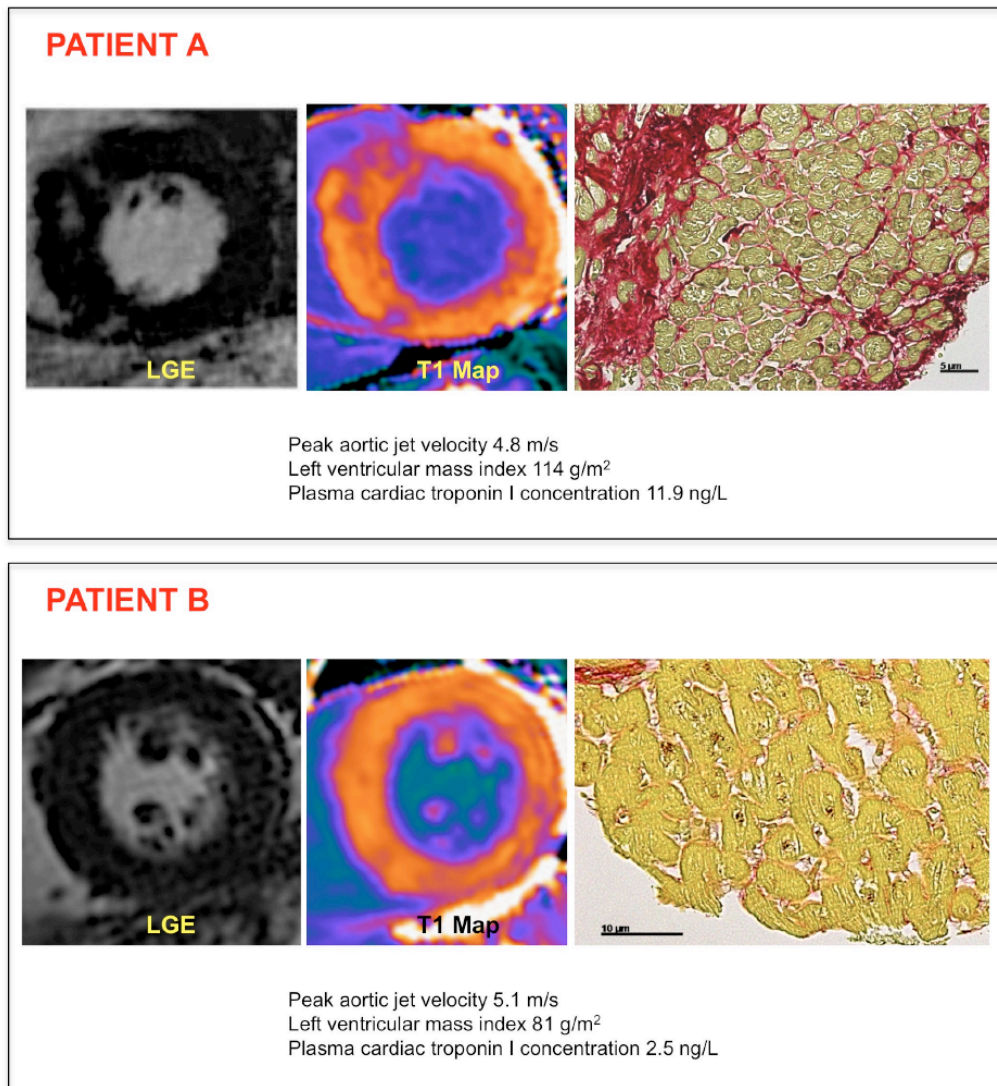 PATIENT A
LGE
T1 Map
5 µm
Peak aortic jet velocity 4.8 m/s
Left ventricular mass index 114 g/m²
Plasma cardiac troponin I concentration 11.9 ng/L
PATIENT B
LGE
T1 Map
10 µm
Peak aortic jet velocity 5.1 m/s
Left ventricular mass index 81 g/m²
Plasma cardiac troponin I concentration 2.5 ng/L